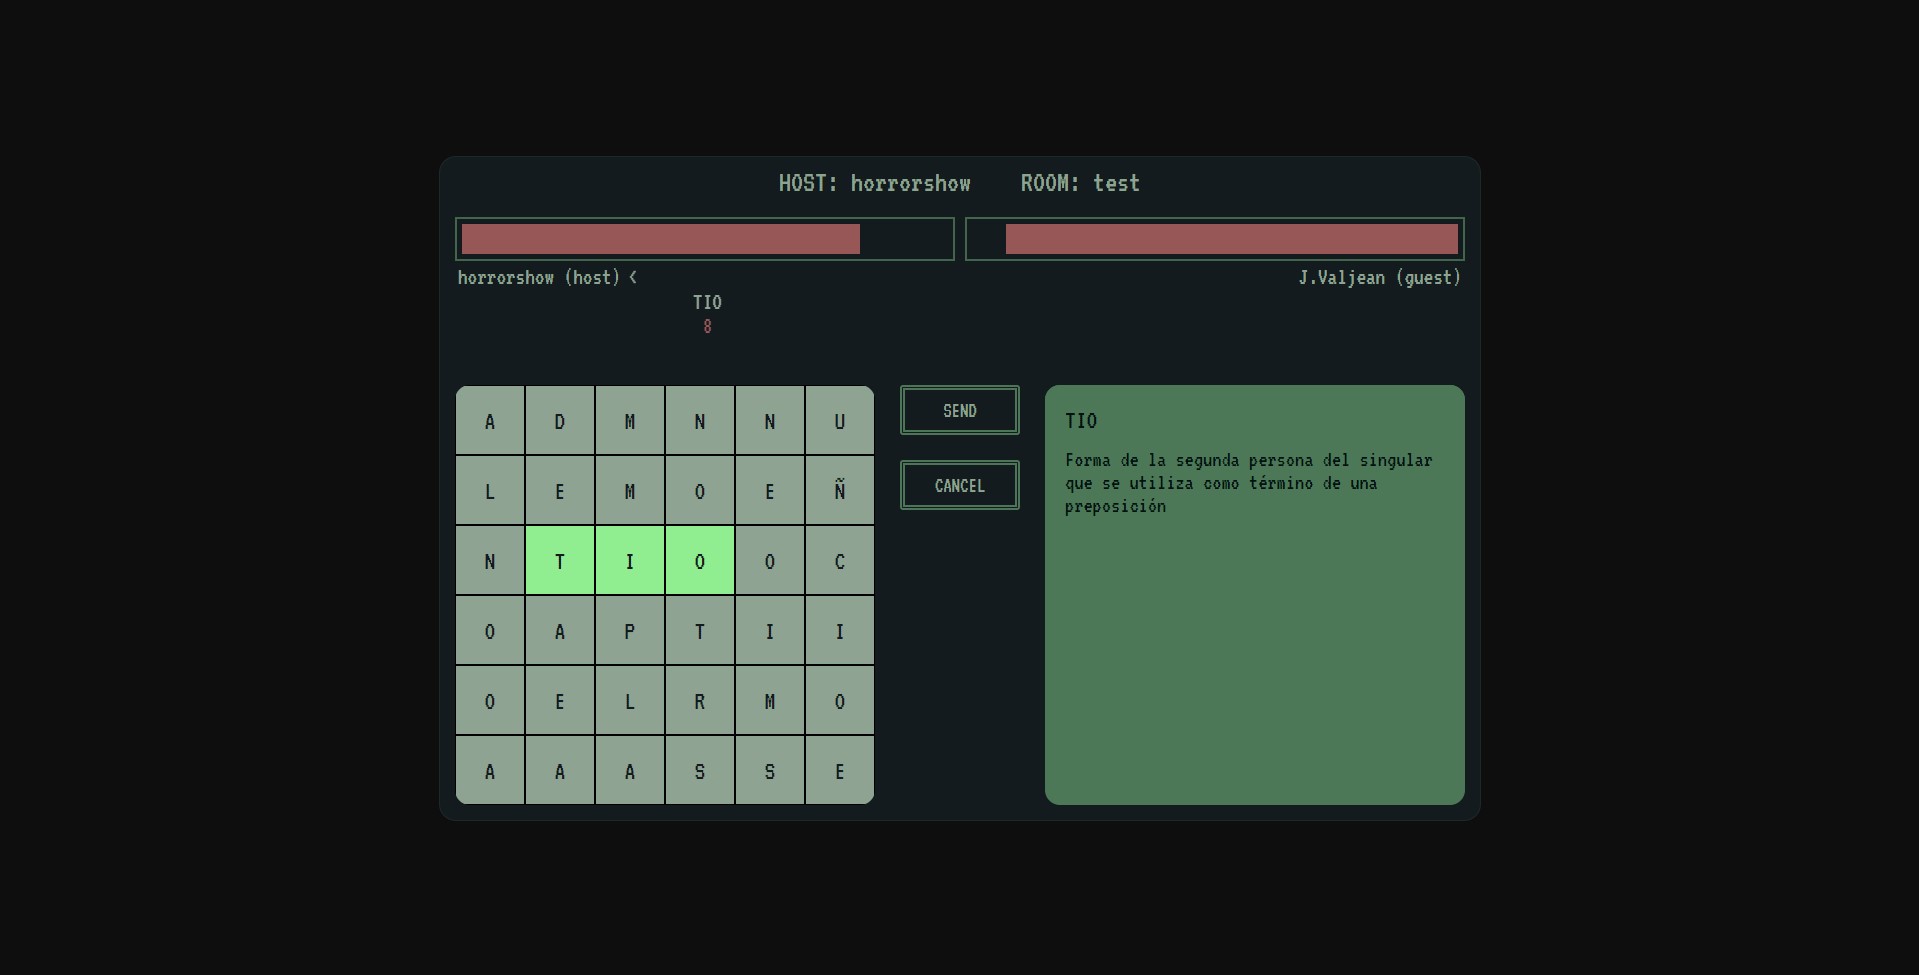 HOST: horrorshow ROOM: test
horrorshow (host) < J.Valjean (guest)
TIO
8
A D M N N U
L E M O E Ñ
N T I O O C
O A P T I I
O E L R M O
A A A S S E
SEND
CANCEL
TIO
Forma de la segunda persona del singular
que se utiliza como término de una
preposición